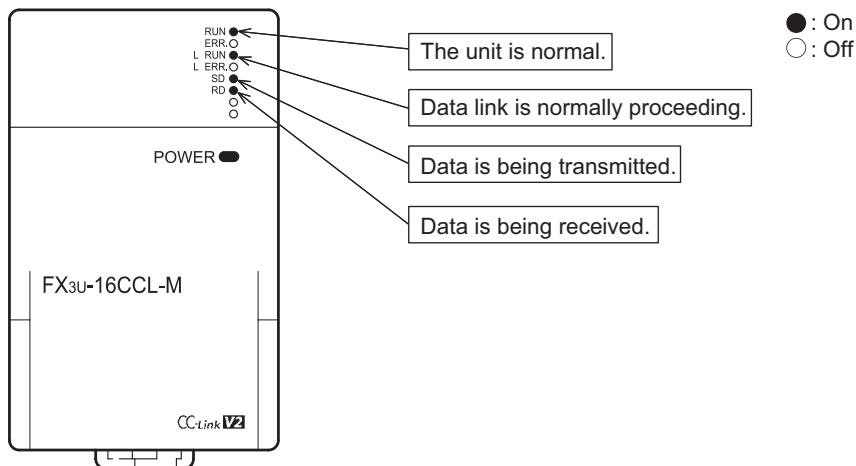 RUN
ERR.
L RUN
L ERR.
SD
RD
POWER
FX3U-16CCL-M
CC-Link V2
The unit is normal.
Data link is normally proceeding.
Data is being transmitted.
Data is being received.
: On
: Off